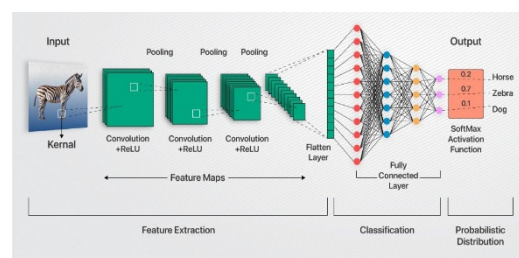 Input
Pooling Pooling Pooling
Output
Kernal
Convolution
+ReLU
Convolution
+ReLU
Convolution
+ReLU
Flatten
Layer
Fully
Connected
Layer
0.2
0.7
0.1
Horse
Zebra
Dog
SoftMax
Activation
Function
Feature Maps
Feature Extraction
Classification
Probabilistic
Distribution